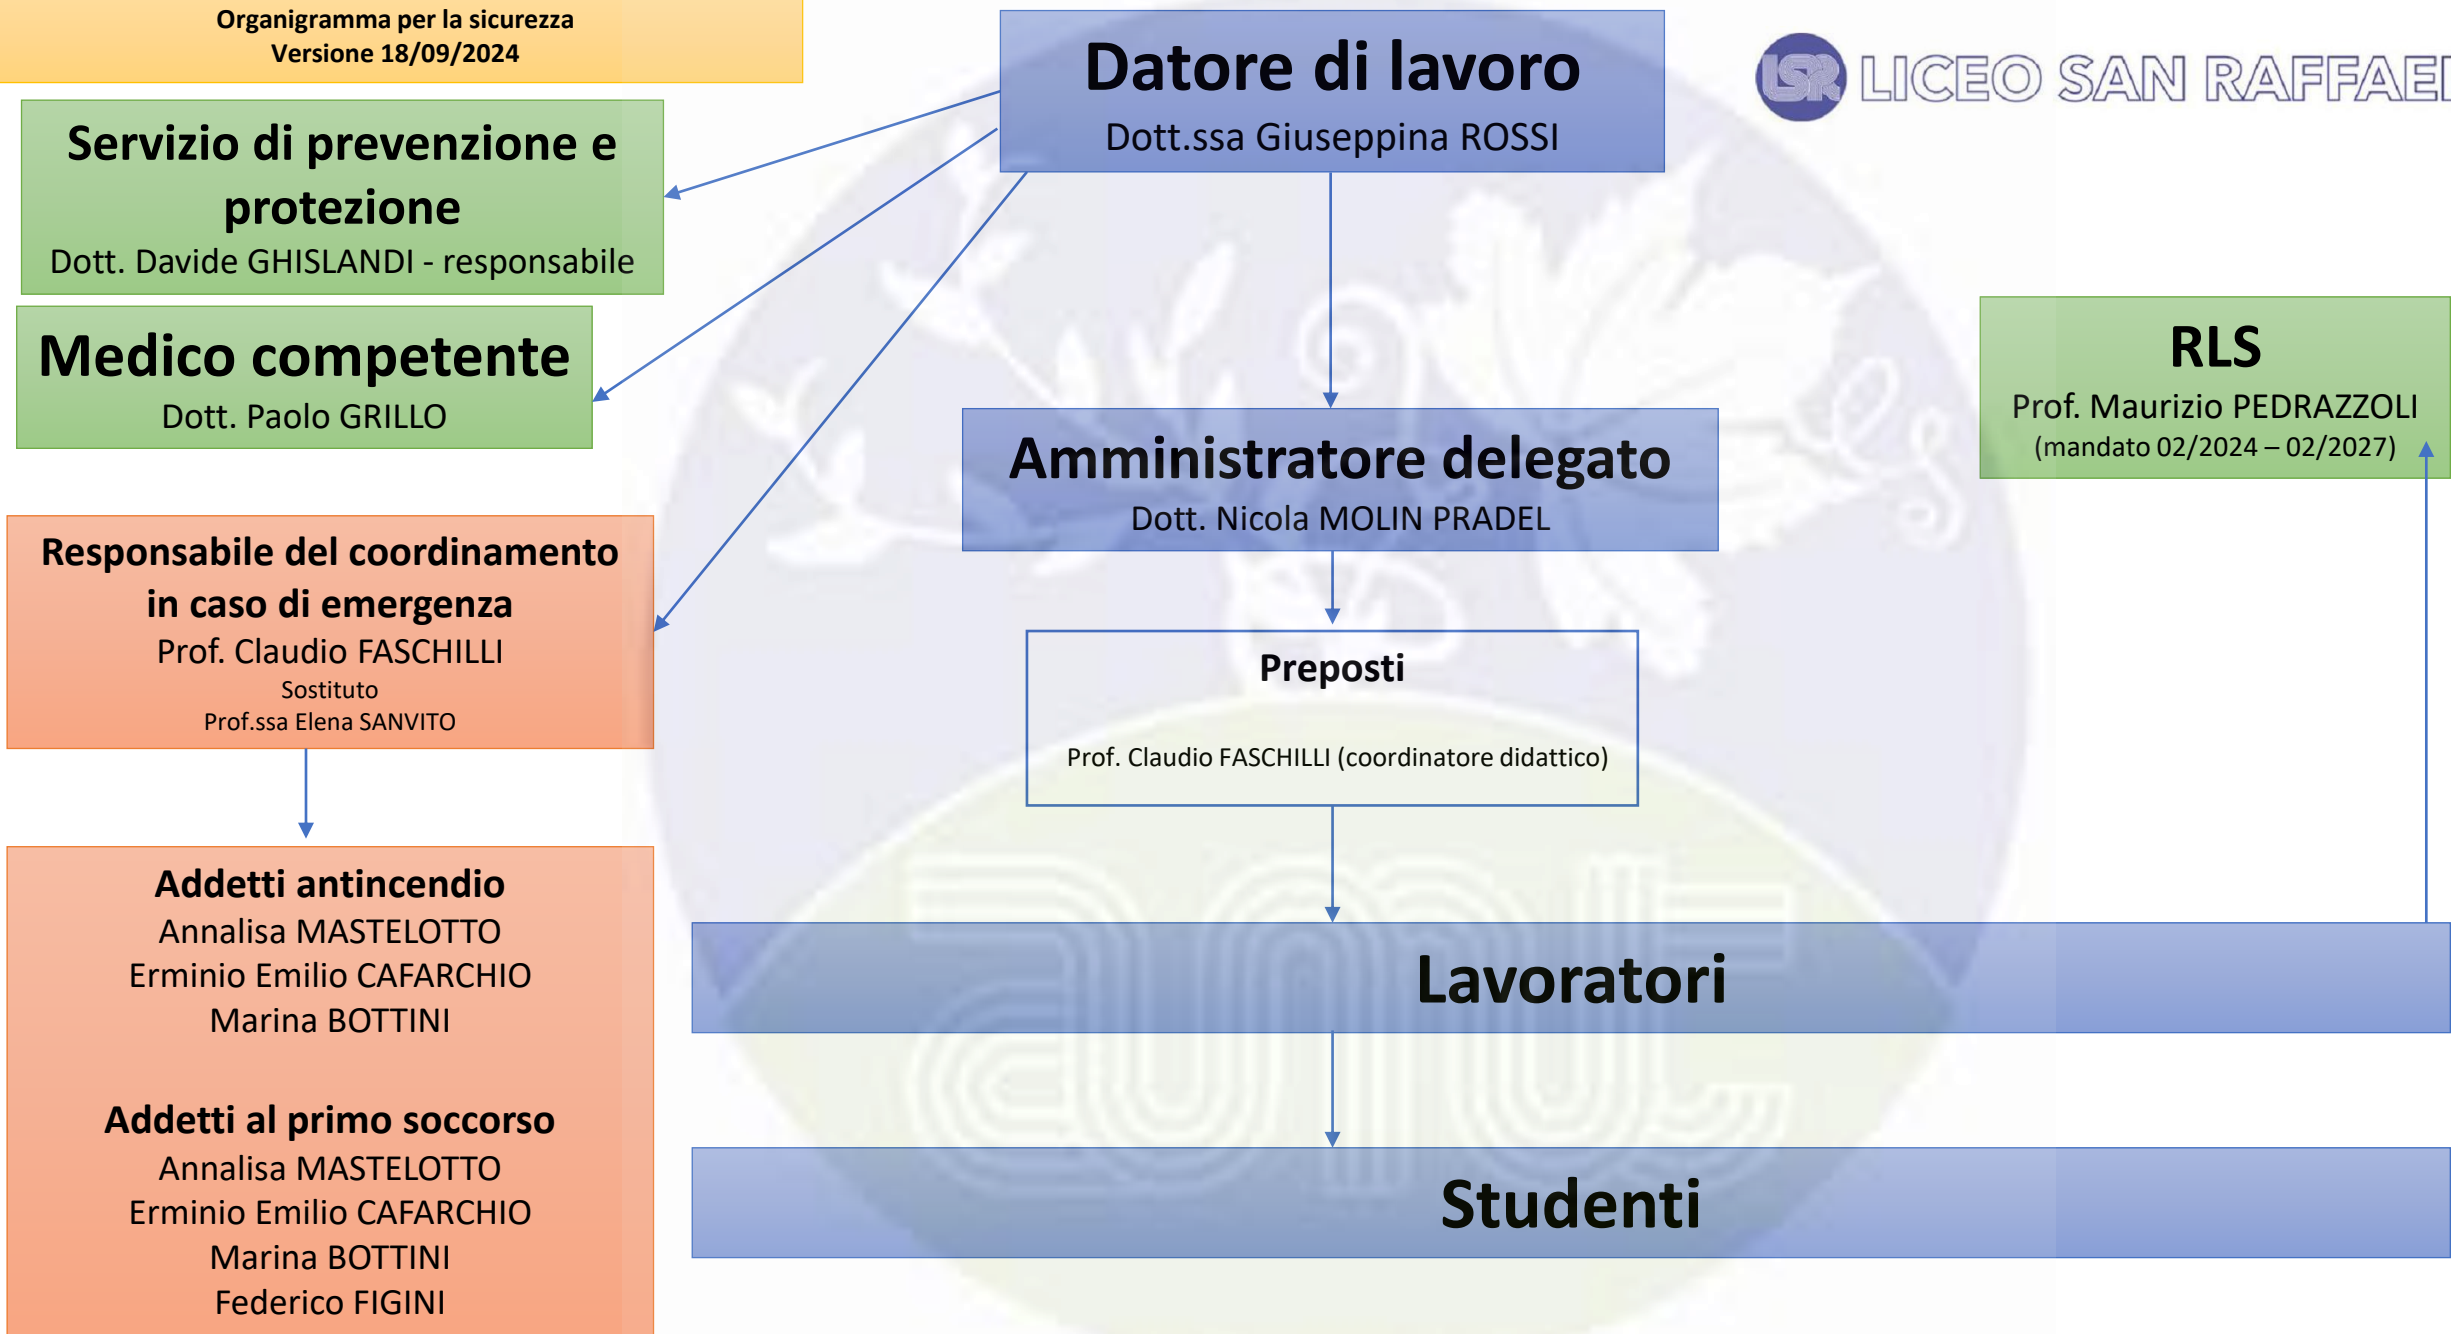 Organigramma per la sicurezza
Versione 18/09/2024
Datore di lavoro
Dott.ssa Giuseppina ROSSI
LSR LICEO SAN RAFFAEL
Servizio di prevenzione e
protezione
Dott. Davide GHISLANDI - responsabile
Medico competente
Dott. Paolo GRILLO
RLS
Prof. Maurizio PEDRAZZOLI
(mandato 02/2024 – 02/2027)
Amministratore delegato
Dott. Nicola MOLIN PRADEL
Responsabile del coordinamento
in caso di emergenza
Prof. Claudio FASCHILLI
Sostituto
Prof.ssa Elena SANVITO
Preposti
Prof. Claudio FASCHILLI (coordinatore didattico)
Addetti antincendio
Annalisa MASTELOTTO
Erminio Emilio CAFARCHIO
Marina BOTTINI
Addetti al primo soccorso
Annalisa MASTELOTTO
Erminio Emilio CAFARCHIO
Marina BOTTINI
Federico FIGINI
Lavoratori
Studenti